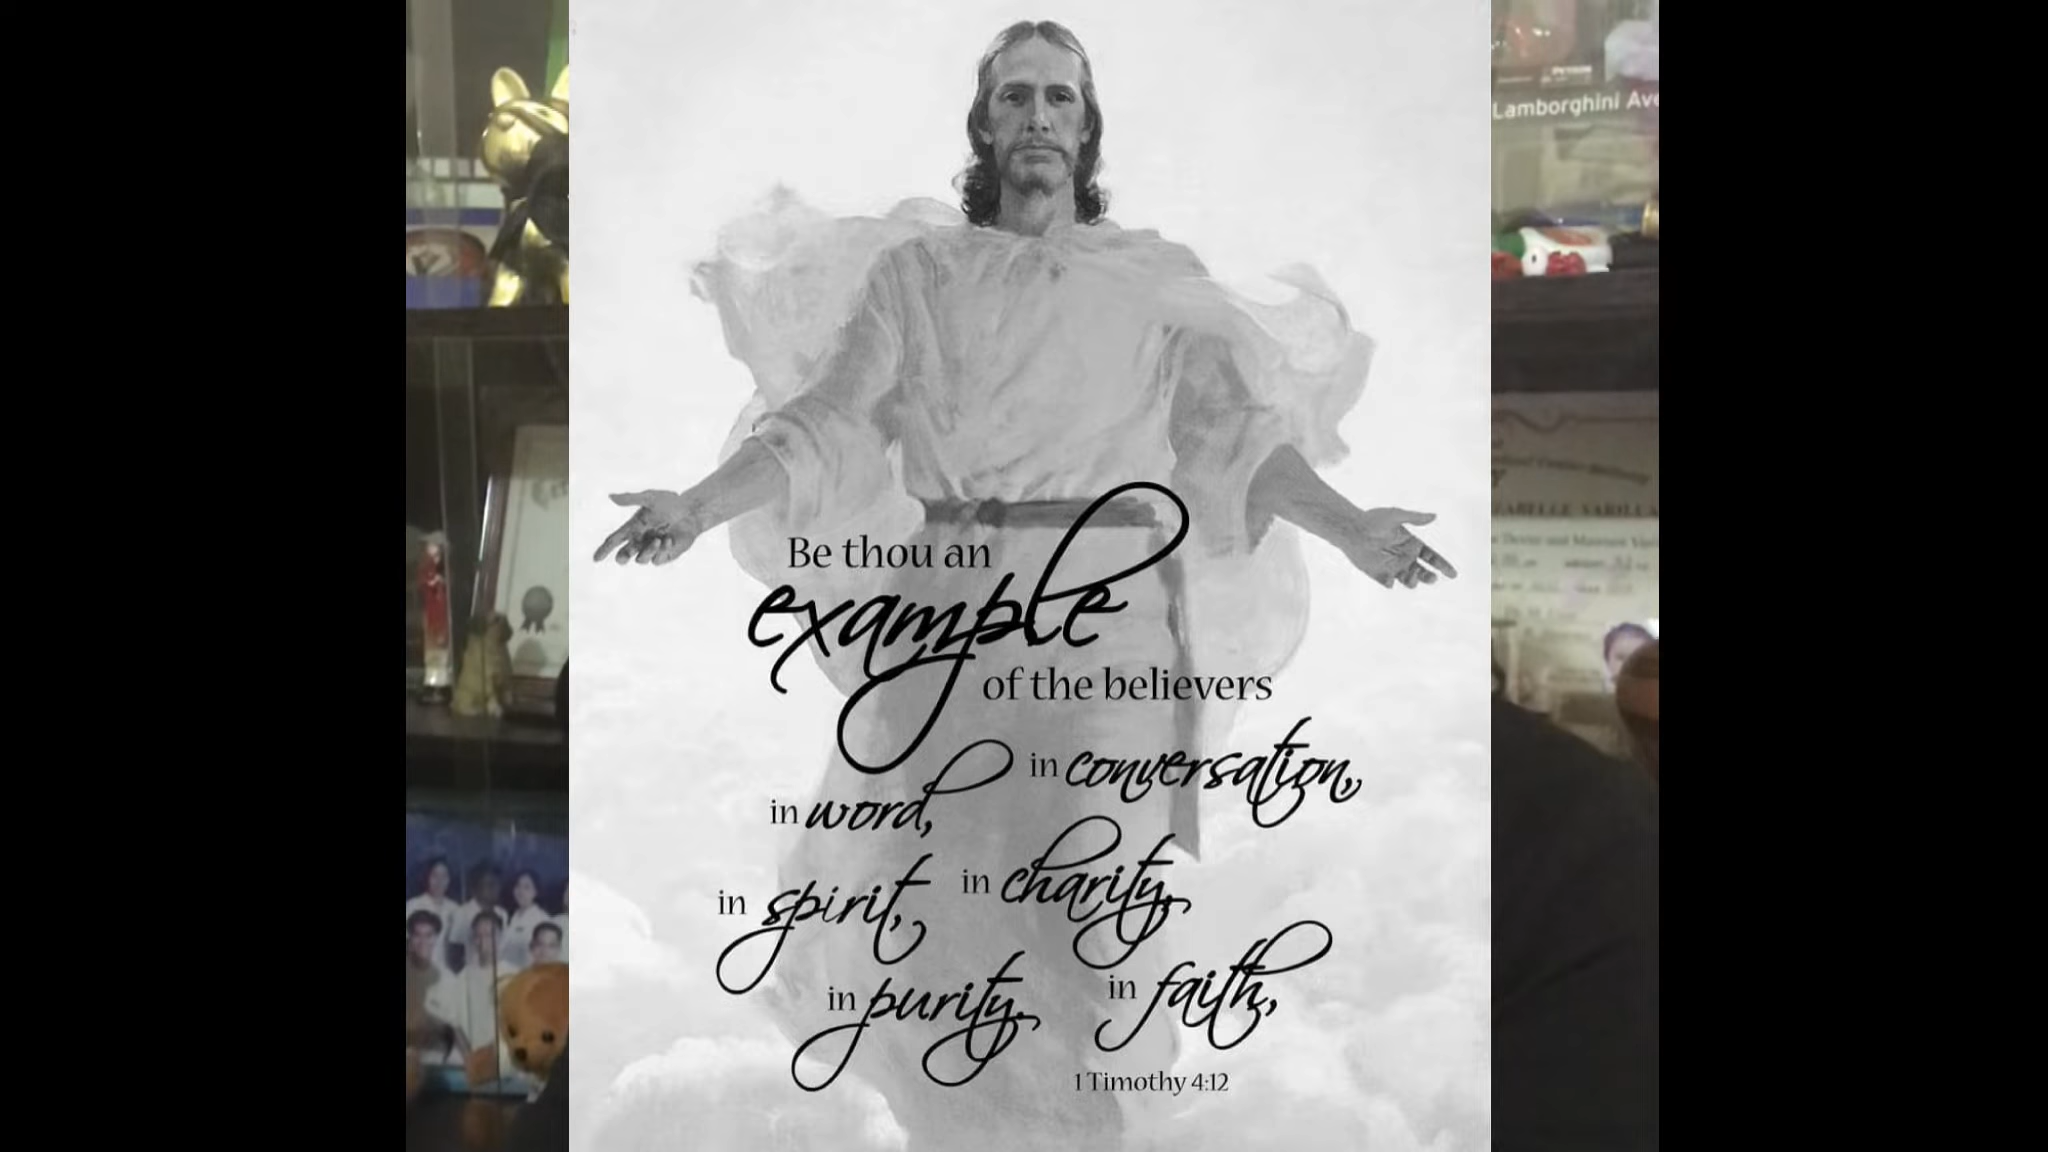 Lamborghini Ave
Be thou an
example
of the believers
in word,
in conversation,
in charity,
in spirit,
in faith,
in purity.
1 Timothy 4:12